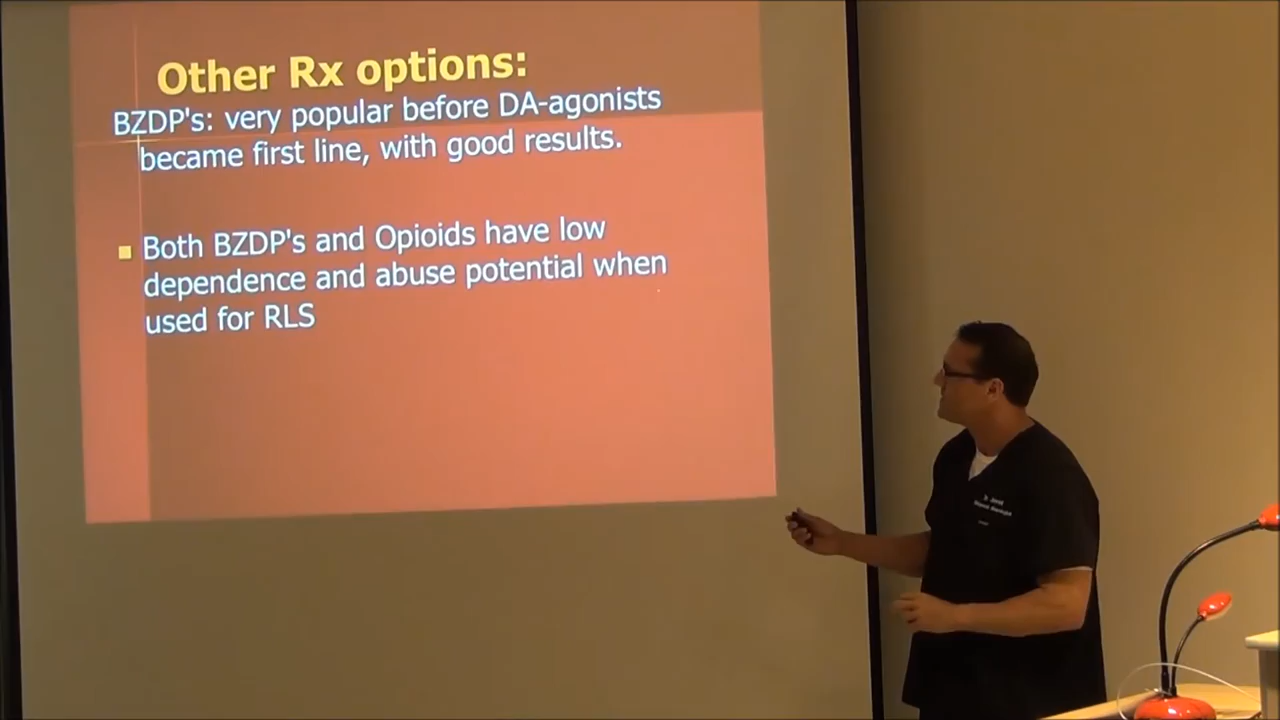 Other Rx options:
BZDP's: very popular before DA-agonists
became first line, with good results.
Both BZDP's and Opioids have low
dependence and abuse potential when
used for RLS